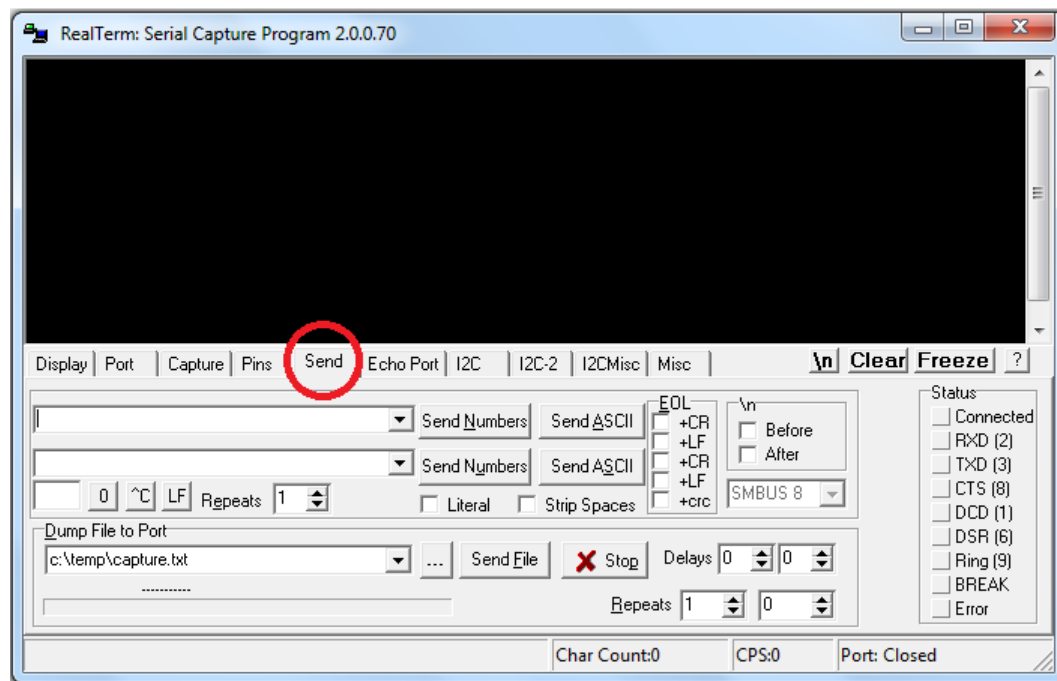 RealTerm: Serial Capture Program 2.0.0.70
Display Port Capture Pins Send Echo Port I2C I2C-2 I2CMisc Misc \n Clear Freeze ?
Send Numbers Send ASCII
EOL
+CR
+LF
+CR
+LF
+crc
\n
Before
After
SMBUS 8
Send Numbers Send ASCII
0 ^C LF Repeats 1
Literal Strip Spaces
Dump File to Port
c:\temp\capture.txt ... Send File Stop Delays 0 0
----------
Repeats 1 0
Status
Connected
RXD (2)
TXD (3)
CTS (8)
DCD (1)
DSR (6)
Ring (9)
BREAK
Error
Char Count:0 CPS:0 Port: Closed